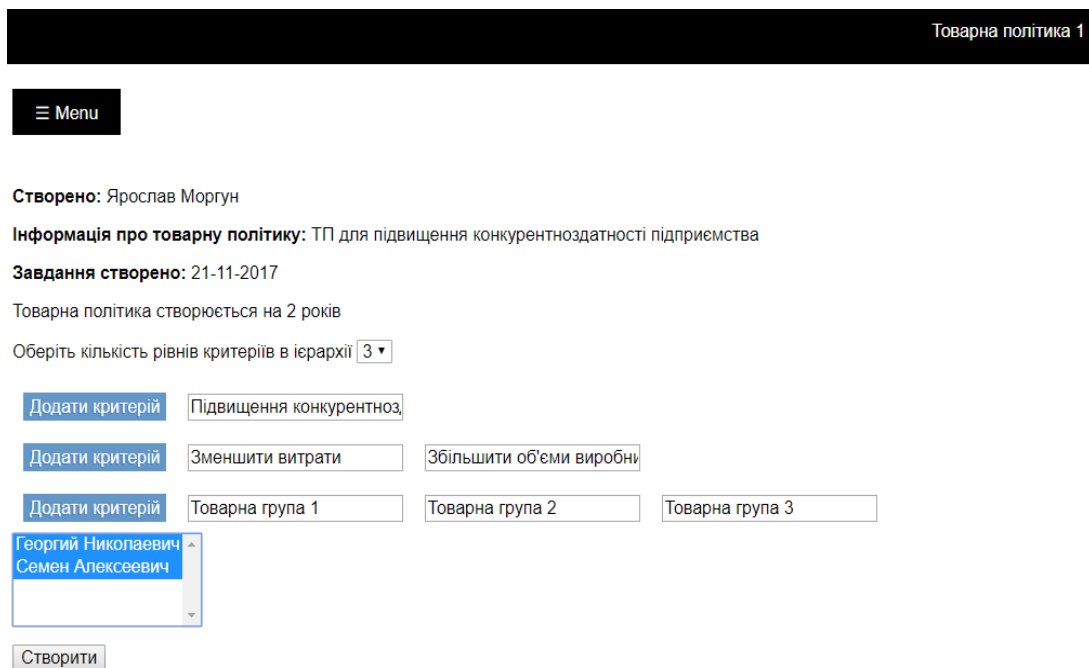 Товарна політика 1
☰ Menu
Створено: Ярослав Моргун
Інформація про товарну політику: ТП для підвищення конкурентноздатності підприємства
Завдання створено: 21-11-2017
Товарна політика створюється на 2 років
Оберіть кількість рівнів критеріїв в ієрархії 3
Додати критерій Підвищення конкурентноз
Додати критерій Зменшити витрати Збільшити об'єми виробни
Додати критерій Товарна група 1 Товарна група 2 Товарна група 3
Георгий Николаевич
Семен Алексеевич
Створити